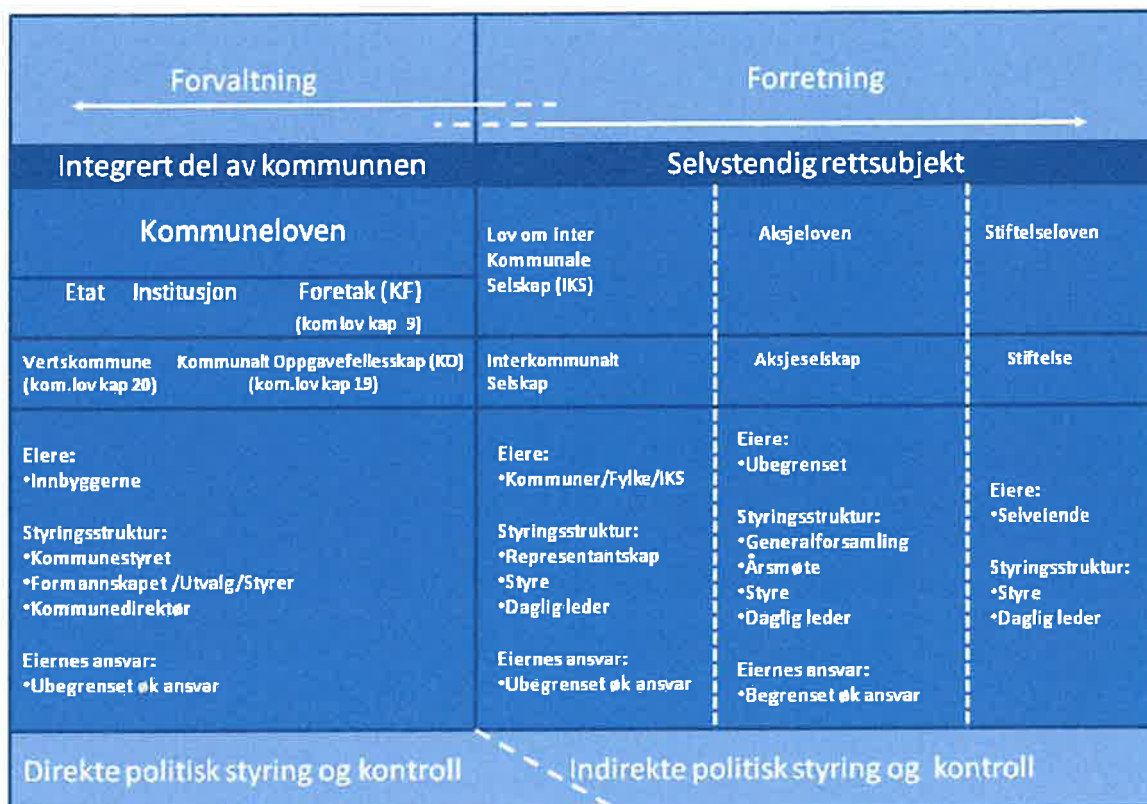 Forvaltning
Forretning
Integrert del av kommunnen
Selvstendig rettsubjekt
Kommuneloven
Etat Institusjon Foretak (KF)
(kom lov kap 9)
Lov om inter
Kommunale
Selskap (IKS)
Aksjeloven
Stiftelseloven
Vertskommune
(kom.lov kap 20)
Kommunalt Oppgavefellesskap (KO)
(kom.lov kap 19)
Interkommunalt
Selskap
Aksjeselskap
Stiftelse
Eiere:
•Innbyggerne
Styringsstruktur:
•Kommunestyret
•Formannskapet /Utvalg/Styrer
•Kommunedirektør
Eiernes ansvar:
•Ubegrenset øk ansvar
Eiere:
•Kommuner/Fylke/IKS
Styringsstruktur:
•Representantskap
•Styre
•Daglig leder
Eiernes ansvar:
•Ubegrenset øk ansvar
Eiere:
•Ubegrenset
Styringsstruktur:
•Generalforsamling
•Årsmøte
•Styre
•Daglig leder
Eiernes ansvar:
•Begrenset øk ansvar
Eiere:
•Selveiende
Styringsstruktur:
•Styre
•Daglig leder
Direkte politisk styring og kontroll
Indirekte politisk styring og kontroll